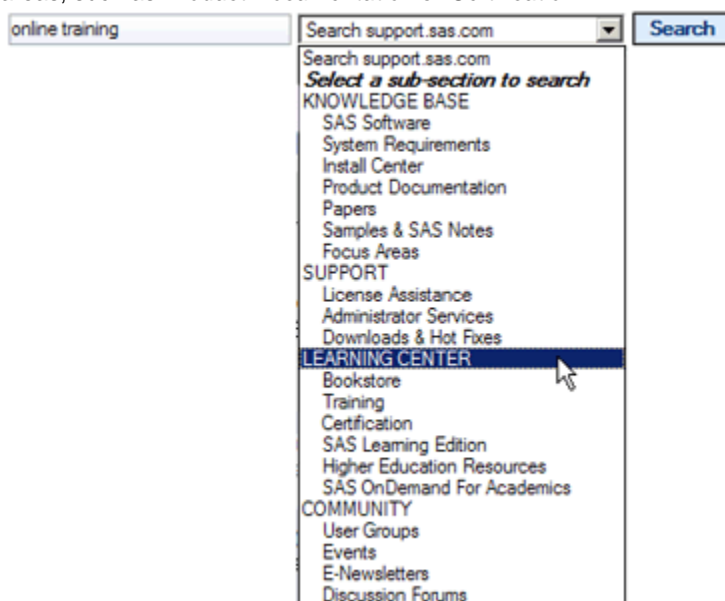 online training
Search support.sas.com
Search
Search support.sas.com
Select a sub-section to search
KNOWLEDGE BASE
SAS Software
System Requirements
Install Center
Product Documentation
Papers
Samples & SAS Notes
Focus Areas
SUPPORT
License Assistance
Administrator Services
Downloads & Hot Fixes
LEARNING CENTER
Bookstore
Training
Certification
SAS Learning Edition
Higher Education Resources
SAS OnDemand For Academics
COMMUNITY
User Groups
Events
E-Newsletters
Discussion Forums